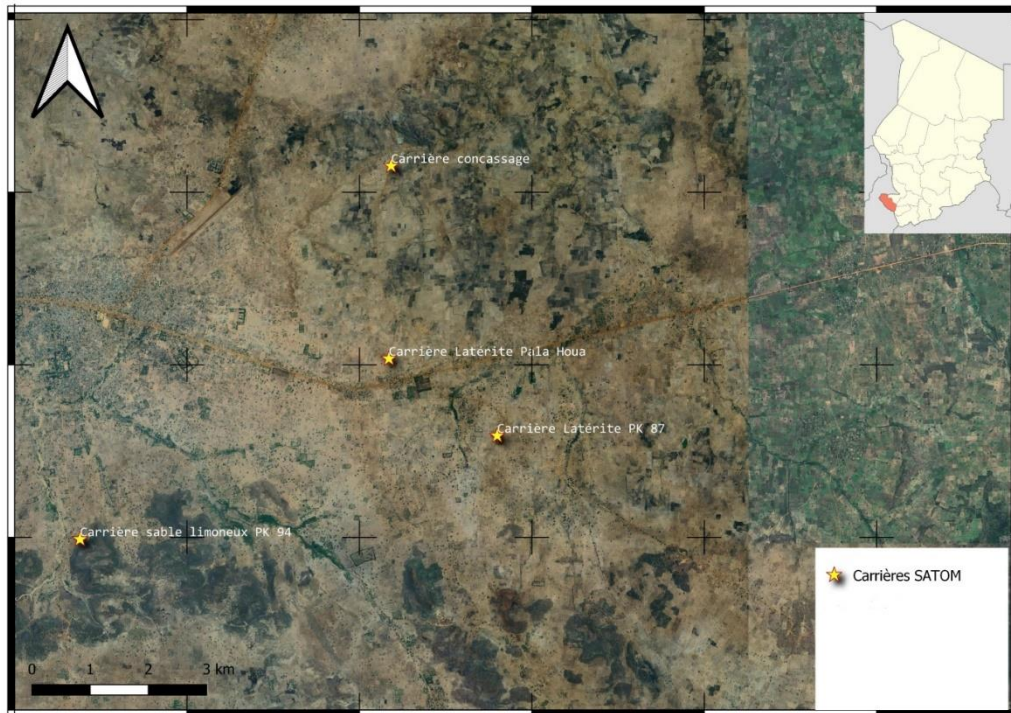 Carrière concassage
Carrière Latérite Pala Houa
Carrière Latérite PK 87
Carrière sable limoneux PK 94
Carrières SATOM
0 1 2 3 km